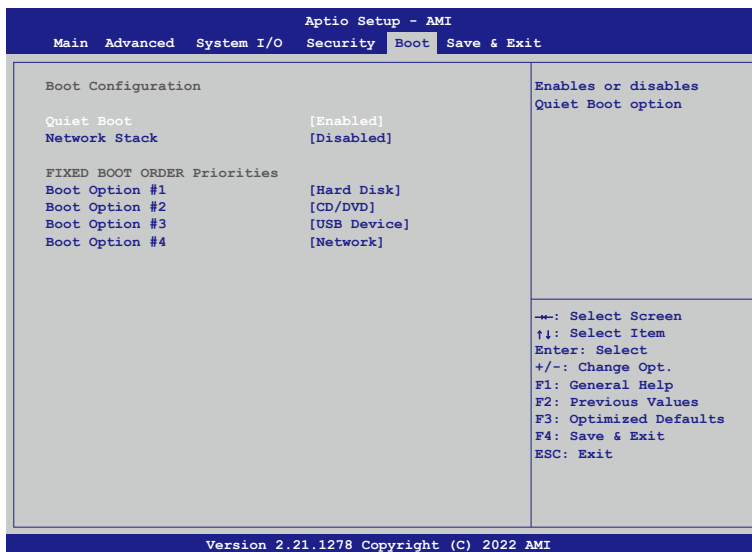 Aptio Setup - AMI
Main Advanced System I/O Security Boot Save & Exit
Boot Configuration
Quiet Boot [Enabled]
Network Stack [Disabled]
FIXED BOOT ORDER Priorities
Boot Option #1 [Hard Disk]
Boot Option #2 [CD/DVD]
Boot Option #3 [USB Device]
Boot Option #4 [Network]
Enables or disables
Quiet Boot option
→←: Select Screen
↑↓: Select Item
Enter: Select
+/-: Change Opt.
F1: General Help
F2: Previous Values
F3: Optimized Defaults
F4: Save & Exit
ESC: Exit
Version 2.21.1278 Copyright (C) 2022 AMI